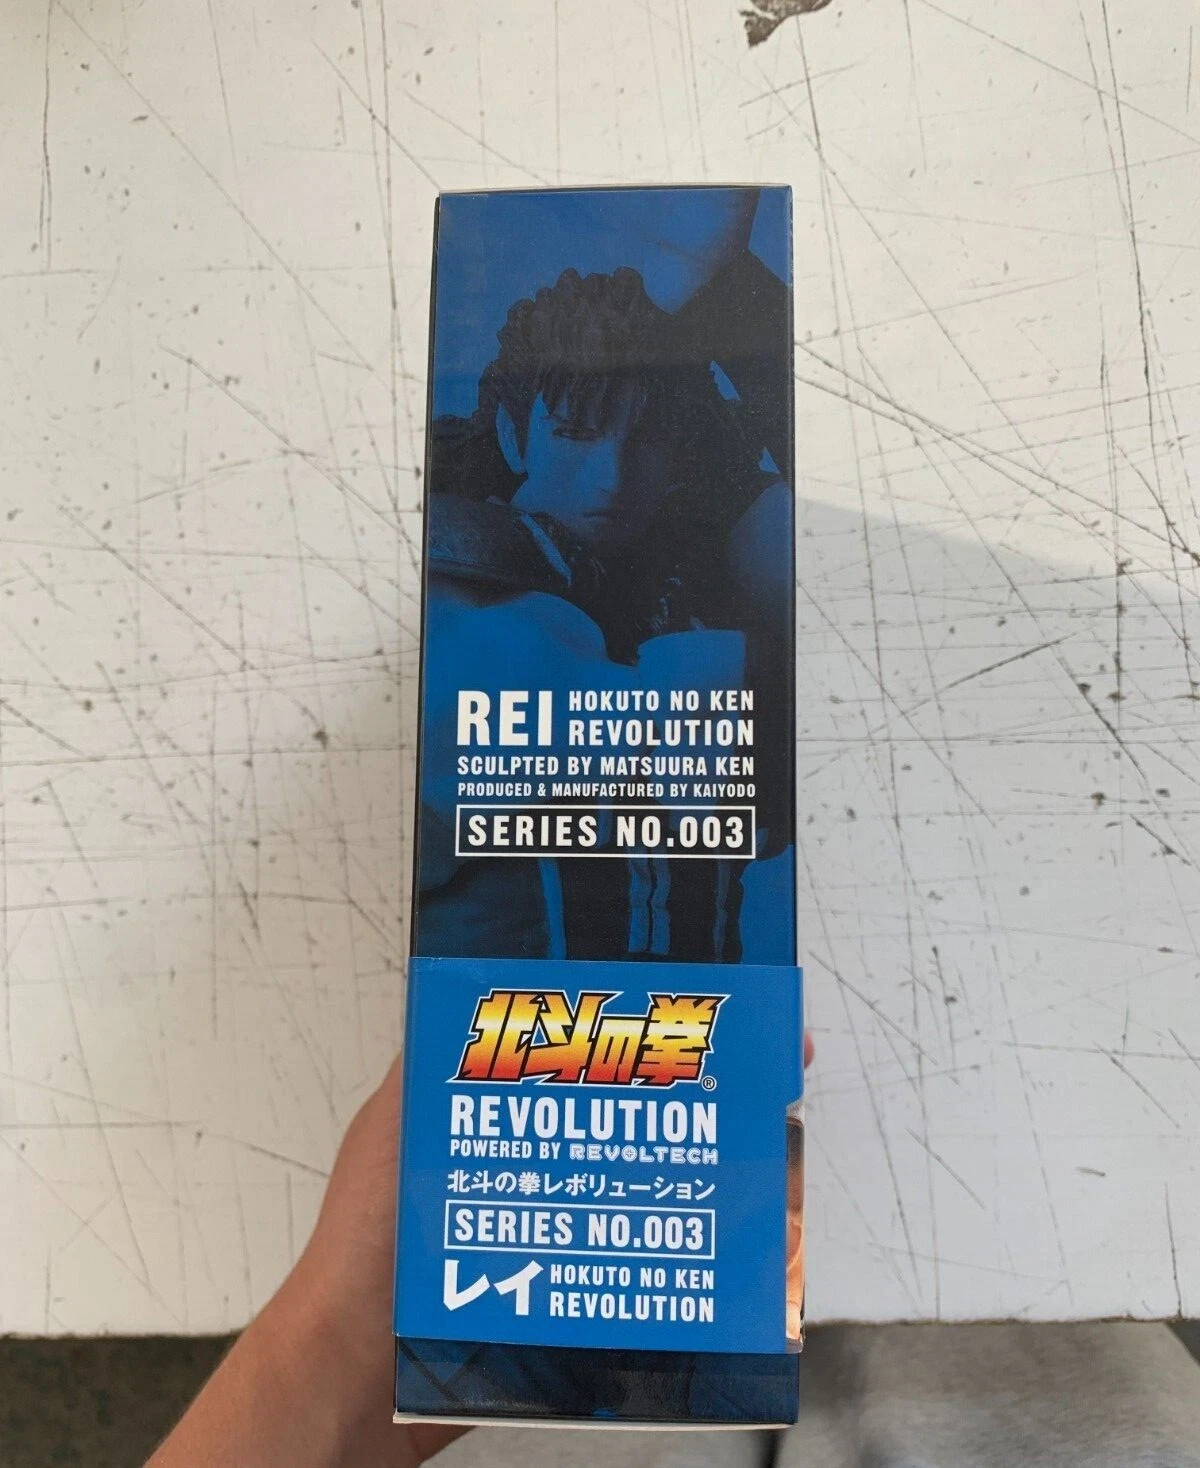 REI HOKUTO NO KEN
REVOLUTION
SCULPTED BY MATSUURA KEN
PRODUCED & MANUFACTURED BY KAIYODO
SERIES NO.003
北斗の拳®
REVOLUTION
POWERED BY REVOLTECH
北斗の拳レボリューション
SERIES NO.003
レイ HOKUTO NO KEN
REVOLUTION